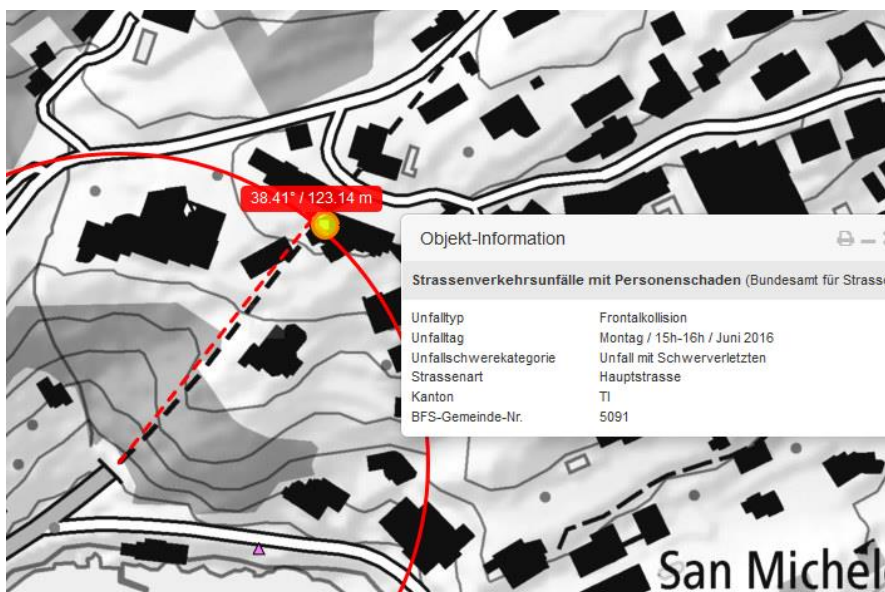 38.41° / 123.14 m
Objekt-Information
Strassenverkehrsunfälle mit Personenschaden (Bundesamt für Strasse
Unfalltyp Frontalkollision
Unfalltag Montag / 15h-16h / Juni 2016
Unfallschwerekategorie Unfall mit Schwerverletzten
Strassenart Hauptstrasse
Kanton TI
BFS-Gemeinde-Nr. 5091
San Michel